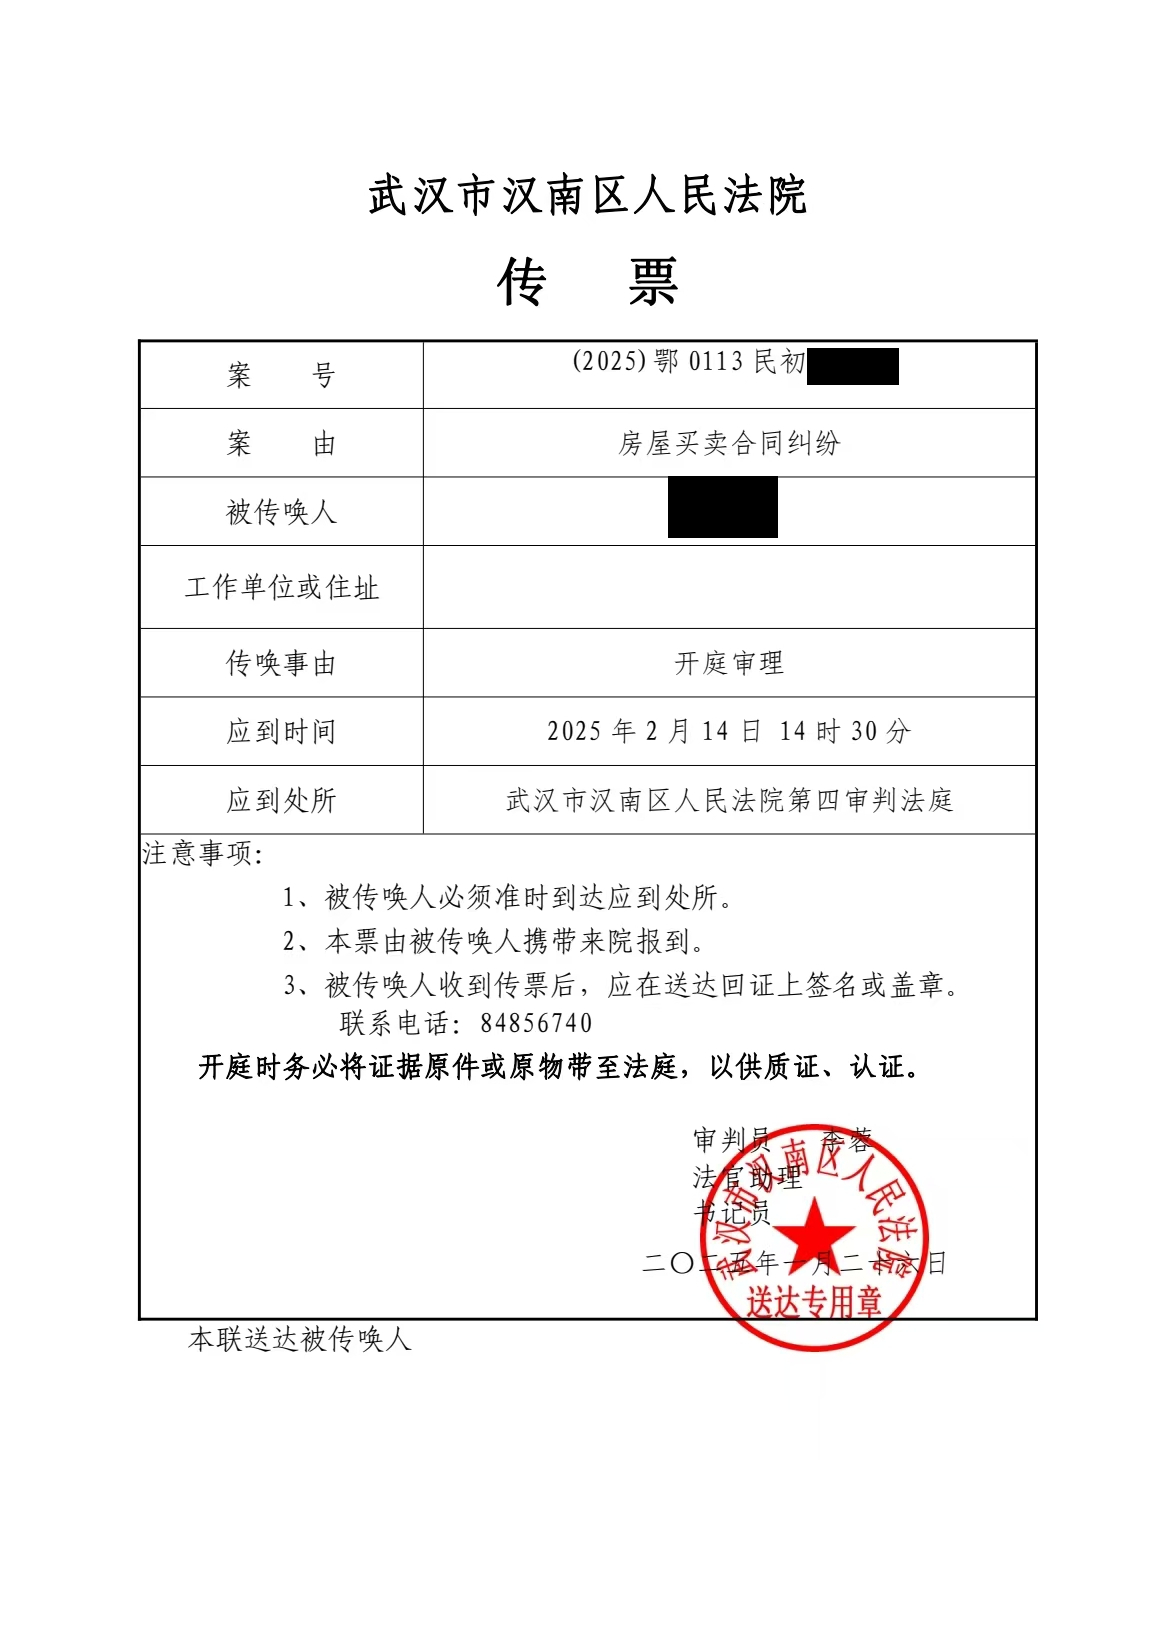 武汉市汉南区人民法院
传 票
案 号 (2025)鄂 0113 民初
案 由 房屋买卖合同纠纷
被传唤人
工作单位或住址
传唤事由 开庭审理
应到时间 2025 年 2 月 14 日 14 时 30 分
应到处所 武汉市汉南区人民法院第四审判法庭
注意事项：
1、被传唤人必须准时到达应到处所。
2、本票由被传唤人携带来院报到。
3、被传唤人收到传票后，应在送达回证上签名或盖章。
联系电话：84856740
开庭时务必将证据原件或原物带至法庭，以供质证、认证。
审判员 李蓉
法官助理
书记员
二〇二五年一月二十六日
武汉市汉南区人民法院
送达专用章
本联送达被传唤人